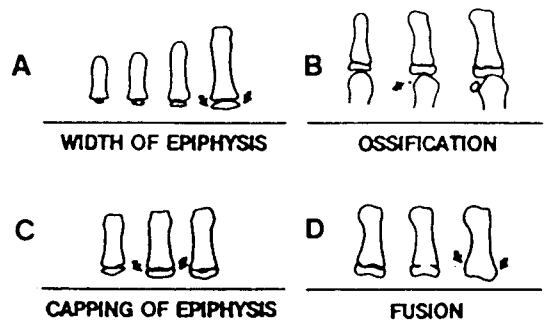 A
WIDTH OF EPIPHYSIS
B
OSSIFICATION
C
CAPPING OF EPIPHYSIS
D
FUSION